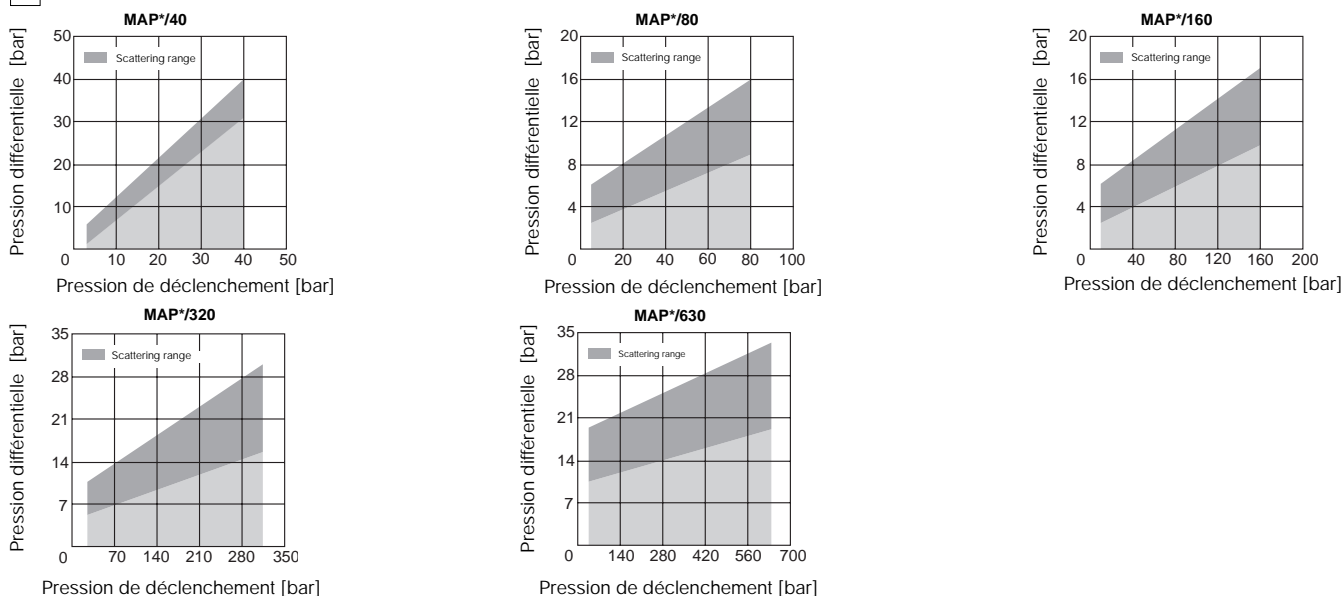 MAP*/40
Pression différentielle [bar]
50
40
30
20
10
0
Scattering range
10 20 30 40 50
Pression de déclenchement [bar]
MAP*/80
Pression différentielle [bar]
20
16
12
8
4
0
Scattering range
20 40 60 80 100
Pression de déclenchement [bar]
MAP*/160
Pression différentielle [bar]
20
16
12
8
4
0
Scattering range
40 80 120 160 200
Pression de déclenchement [bar]
MAP*/320
Pression différentielle [bar]
35
28
21
14
7
0
Scattering range
70 140 210 280 350
Pression de déclenchement [bar]
MAP*/630
Pression différentielle [bar]
35
28
21
14
7
0
Scattering range
140 280 420 560 700
Pression de déclenchement [bar]